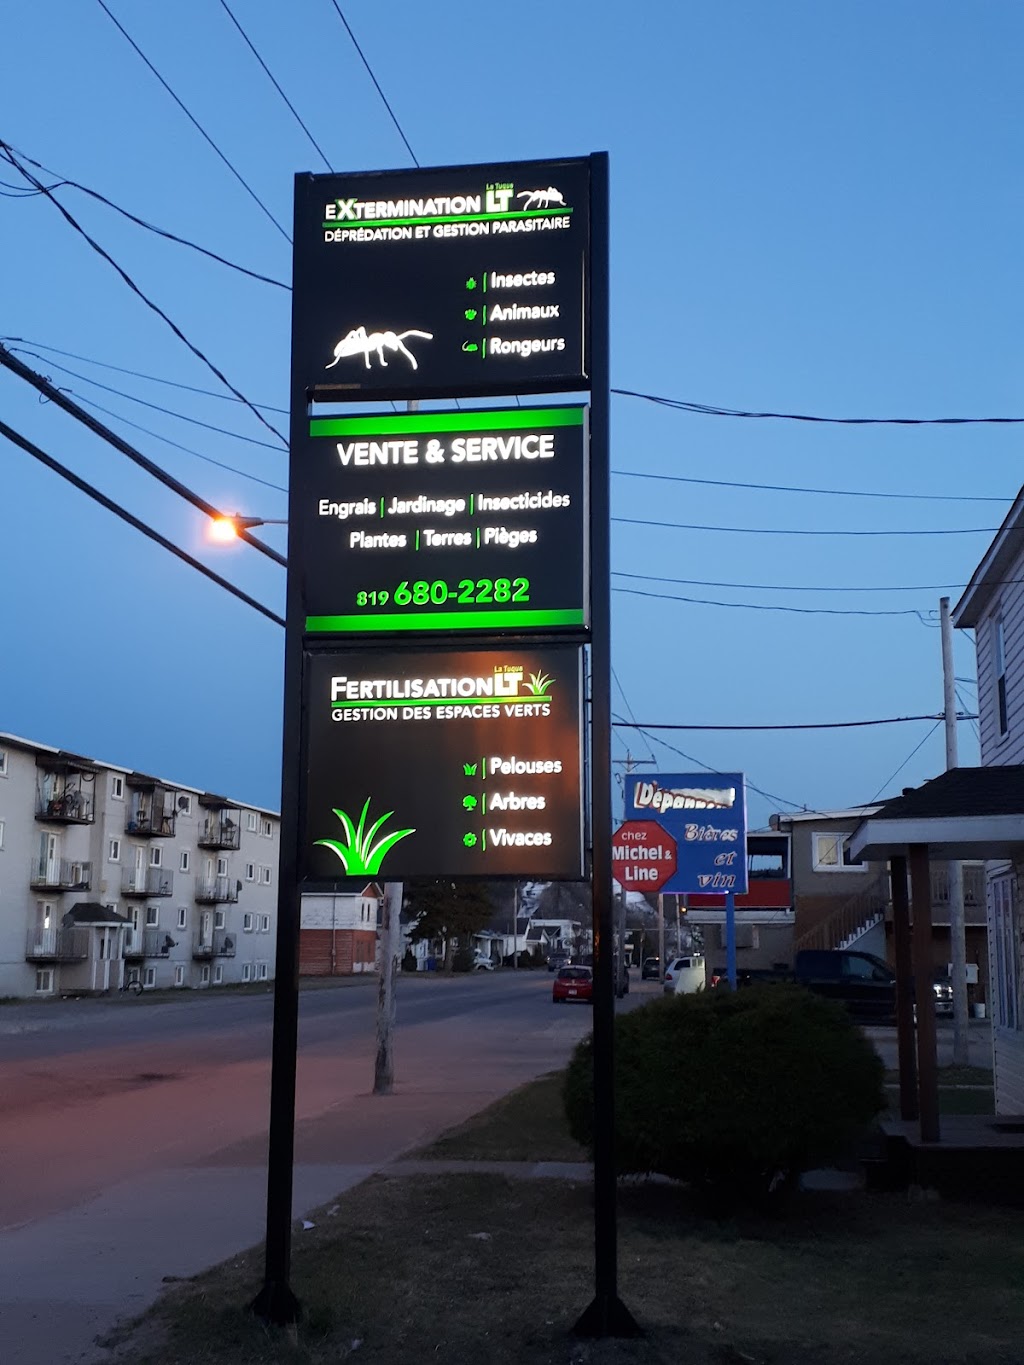 La Tuque
EXTERMINATION LT
DÉPRÉDATION ET GESTION PARASITAIRE
Insectes
Animaux
Rongeurs
VENTE & SERVICE
Engrais | Jardinage | Insecticides
Plantes | Terres | Pièges
819 680-2282
La Tuque
FERTILISATION LT
GESTION DES ESPACES VERTS
Pelouses
Arbres
Vivaces
chez
Michel &
Line
Bières
et
vin